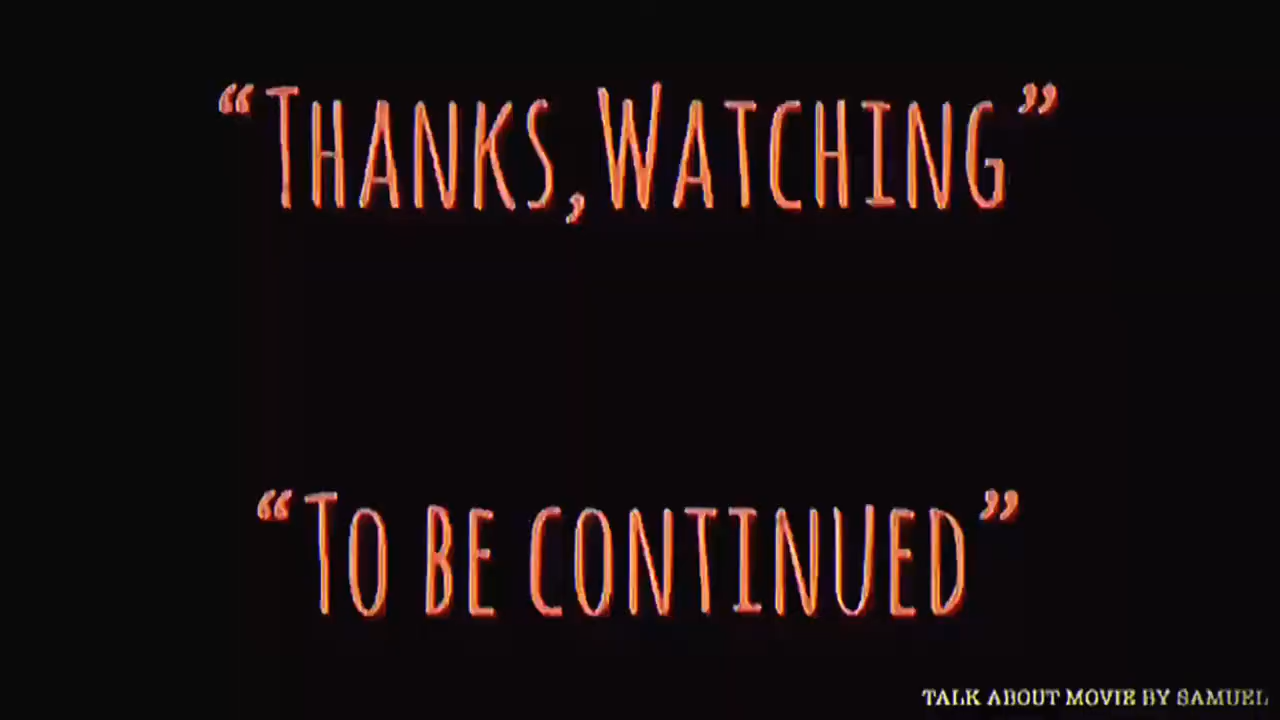 “Thanks,Watching”
“To be continued”
TALK ABOUT MOVIE BY SAMUEL